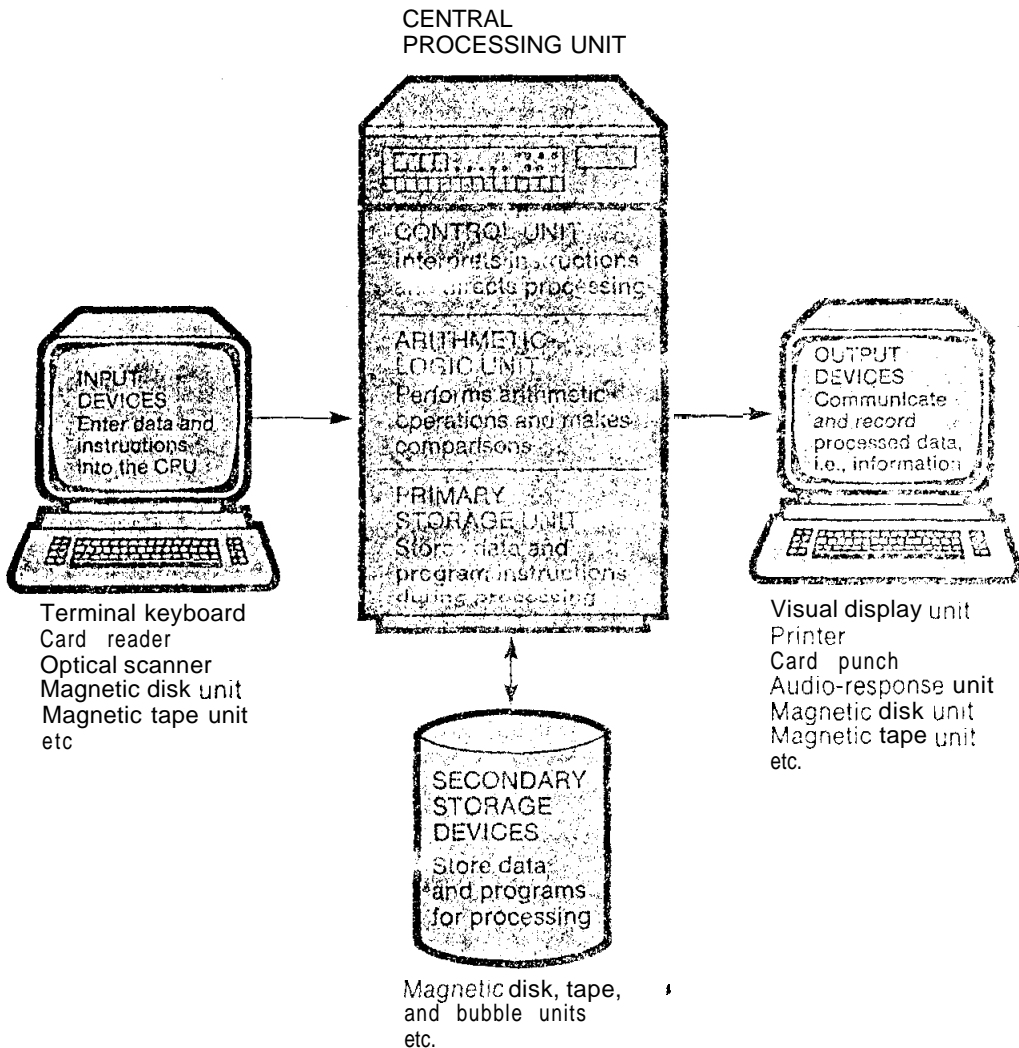 CENTRAL
PROCESSING UNIT
CONTROL UNIT
Interprets instructions
and directs processing
ARITHMETIC-
LOGIC UNIT
Performs arithmetic
operations and makes
comparisons
PRIMARY
STORAGE UNIT
Stores data and
program instructions
during processing
INPUT
DEVICES
Enter data and
instructions
into the CPU
Terminal keyboard
Card reader
Optical scanner
Magnetic disk unit
Magnetic tape unit
etc
OUTPUT
DEVICES
Communicate
and record
processed data,
i.e., information
Visual display unit
Printer
Card punch
Audio-response unit
Magnetic disk unit
Magnetic tape unit
etc.
SECONDARY
STORAGE
DEVICES
Store data
and programs
for processing
Magnetic disk, tape,
and bubble units
etc.